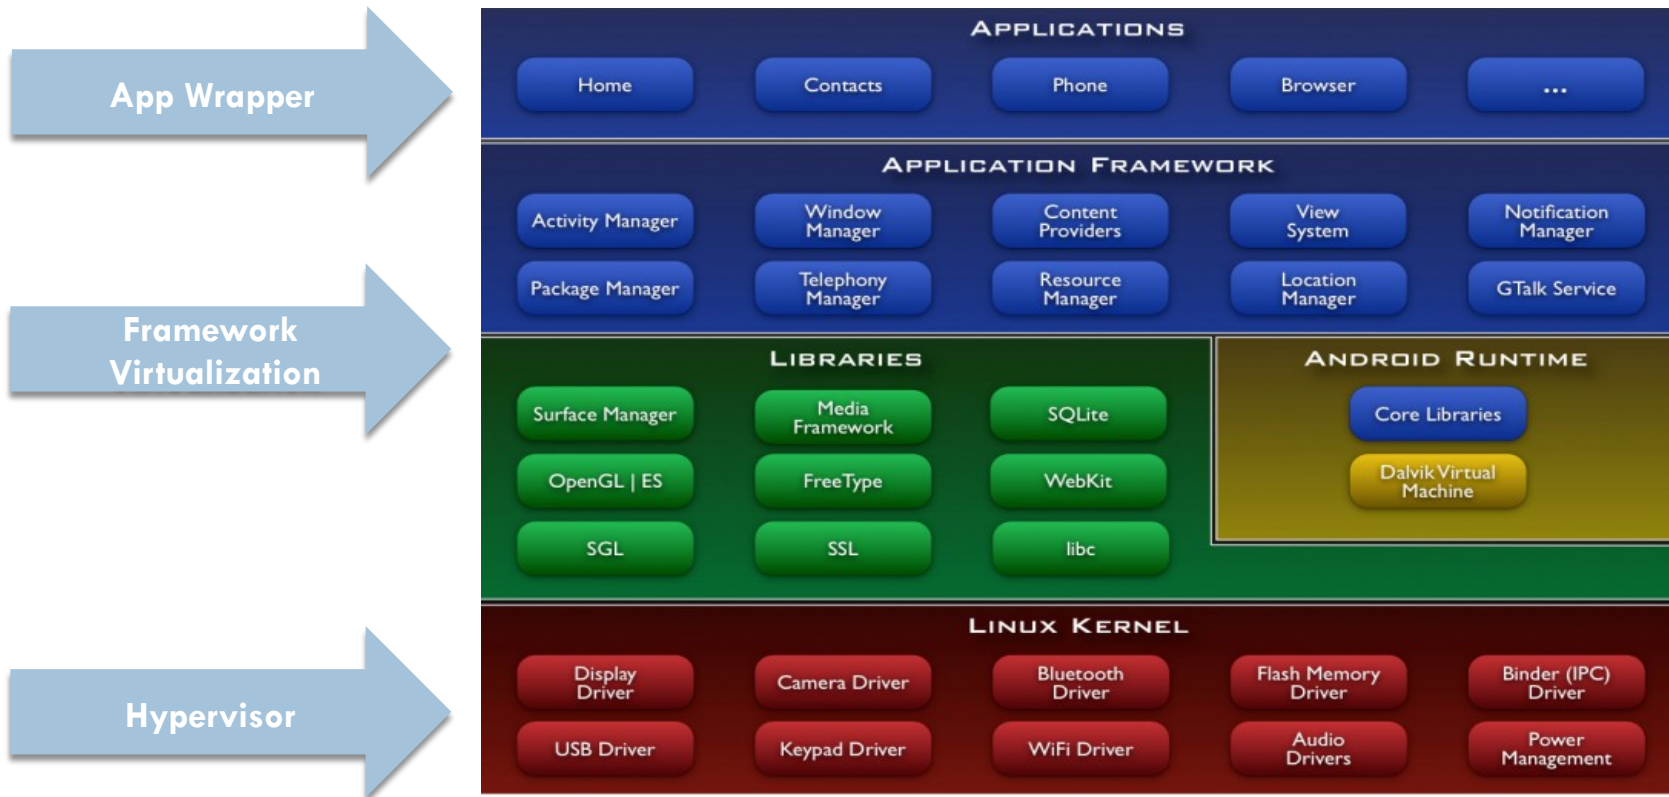 App Wrapper
Framework
Virtualization
Hypervisor
APPLICATIONS
Home
Contacts
Phone
Browser
...
APPLICATION FRAMEWORK
Activity Manager
Window
Manager
Content
Providers
View
System
Notification
Manager
Package Manager
Telephony
Manager
Resource
Manager
Location
Manager
GTalk Service
LIBRARIES
Surface Manager
Media
Framework
SQLite
OpenGL | ES
FreeType
WebKit
SGL
SSL
libc
ANDROID RUNTIME
Core Libraries
Dalvik Virtual
Machine
LINUX KERNEL
Display
Driver
Camera Driver
Bluetooth
Driver
Flash Memory
Driver
Binder (IPC)
Driver
USB Driver
Keypad Driver
WiFi Driver
Audio
Drivers
Power
Management